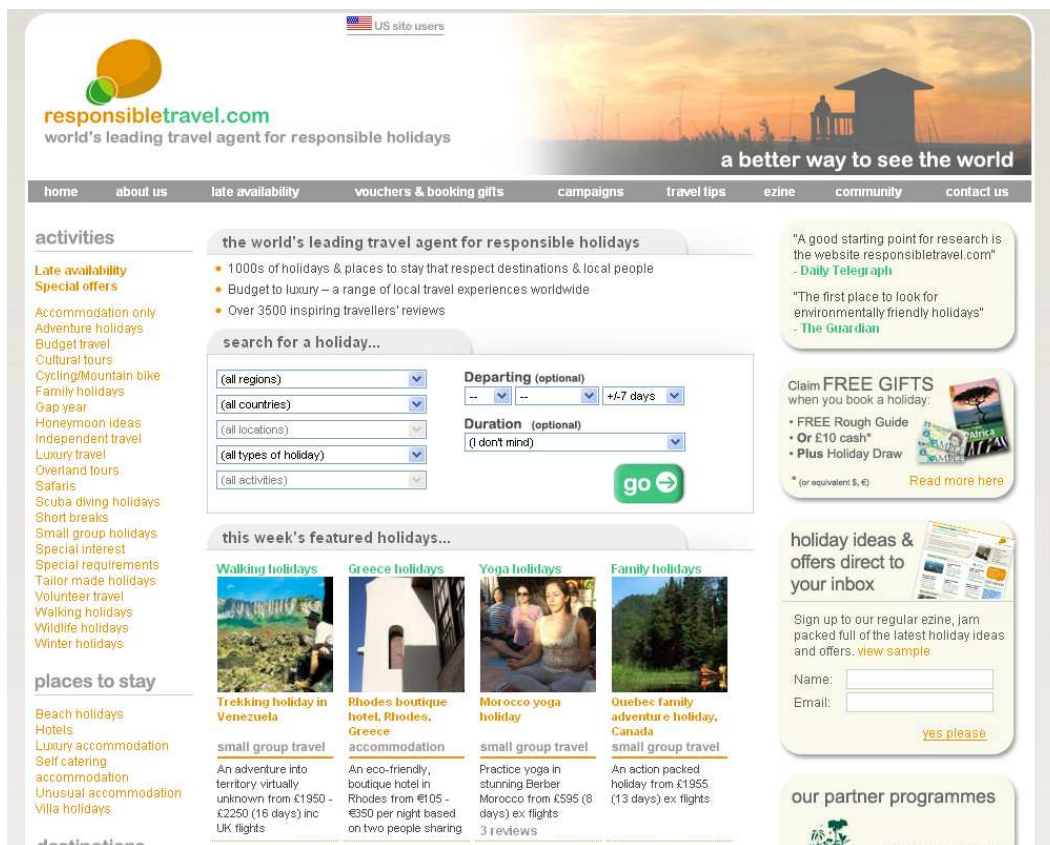 US site users
responsibletravel.com
world's leading travel agent for responsible holidays
a better way to see the world
home about us late availability vouchers & booking gifts campaigns travel tips ezine community contact us
activities
Late availability
Special offers
Accommodation only
Adventure holidays
Budget travel
Cultural tours
Cycling/Mountain bike
Family holidays
Gap year
Honeymoon ideas
Independent travel
Luxury travel
Overland tours
Safaris
Scuba diving holidays
Short breaks
Small group holidays
Special interest
Special requirements
Tailor made holidays
Volunteer travel
Walking holidays
Wildlife holidays
Winter holidays
places to stay
Beach holidays
Hotels
Luxury accommodation
Self catering
accommodation
Unusual accommodation
Villa holidays
destinations
the world's leading travel agent for responsible holidays
• 1000s of holidays & places to stay that respect destinations & local people
• Budget to luxury – a range of local travel experiences worldwide
• Over 3500 inspiring travellers' reviews
search for a holiday...
(all regions)
(all countries)
(all locations)
(all types of holiday)
(all activities)
Departing (optional)
-- -- +/-7 days
Duration (optional)
(I don't mind)
go
this week's featured holidays...
Walking holidays
Trekking holiday in
Venezuela
small group travel
An adventure into
territory virtually
unknown from £1950 -
£2250 (16 days) inc
UK flights
Greece holidays
Rhodes boutique
hotel, Rhodes,
Greece
accommodation
An eco-friendly,
boutique hotel in
Rhodes from €105 -
€350 per night based
on two people sharing
Yoga holidays
Morocco yoga
holiday
small group travel
Practice yoga in
stunning Berber
Morocco from £595 (8
days) ex flights
3 reviews
Family holidays
Quebec family
adventure holiday,
Canada
small group travel
An action packed
holiday from £1955
(13 days) ex flights
"A good starting point for research is
the website responsibletravel.com"
- Daily Telegraph
"The first place to look for
environmentally friendly holidays"
- The Guardian
Claim FREE GIFTS
when you book a holiday:
• FREE Rough Guide
• Or £10 cash*
• Plus Holiday Draw
* (or equivalent $, €)
Read more here
Africa
holiday ideas &
offers direct to
your inbox
Sign up to our regular ezine, jam
packed full of the latest holiday ideas
and offers. view sample
Name:
Email:
yes please
our partner programmes